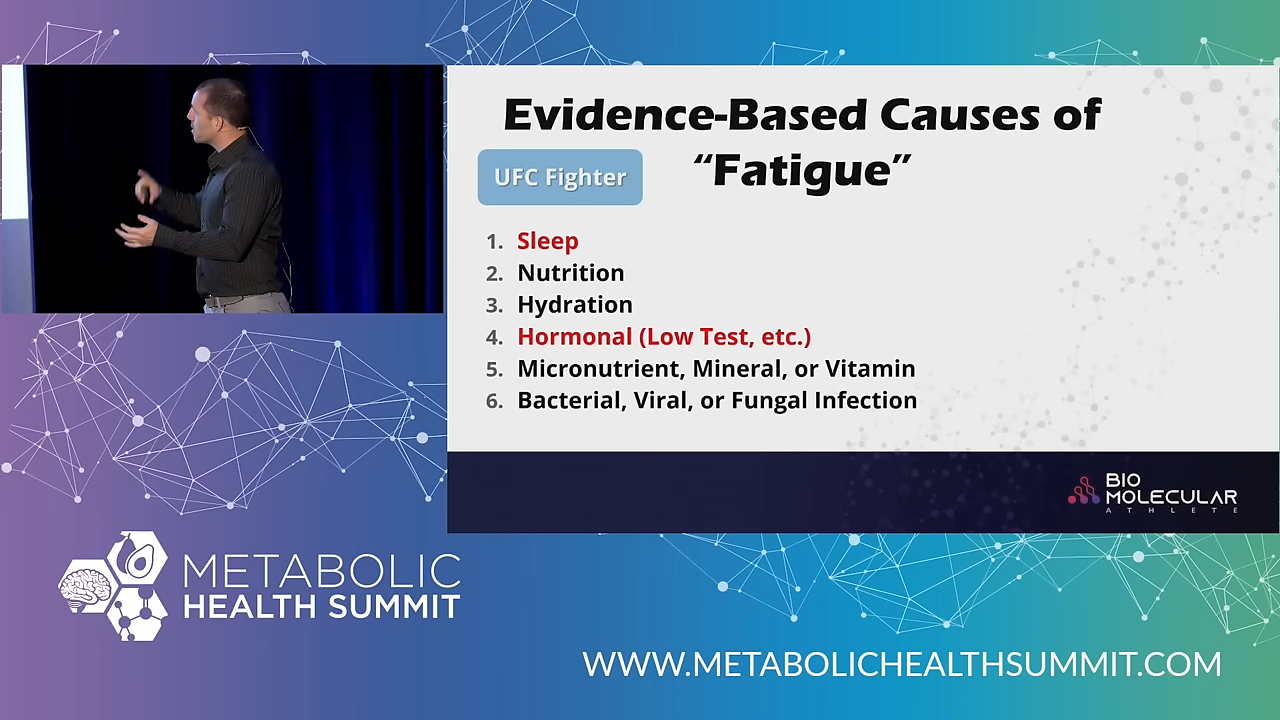 Evidence-Based Causes of
“Fatigue”
UFC Fighter
1. Sleep
2. Nutrition
3. Hydration
4. Hormonal (Low Test, etc.)
5. Micronutrient, Mineral, or Vitamin
6. Bacterial, Viral, or Fungal Infection
BIO
MOLECULAR
ATHLETE
METABOLIC
HEALTH SUMMIT
WWW.METABOLICHEALTHSUMMIT.COM